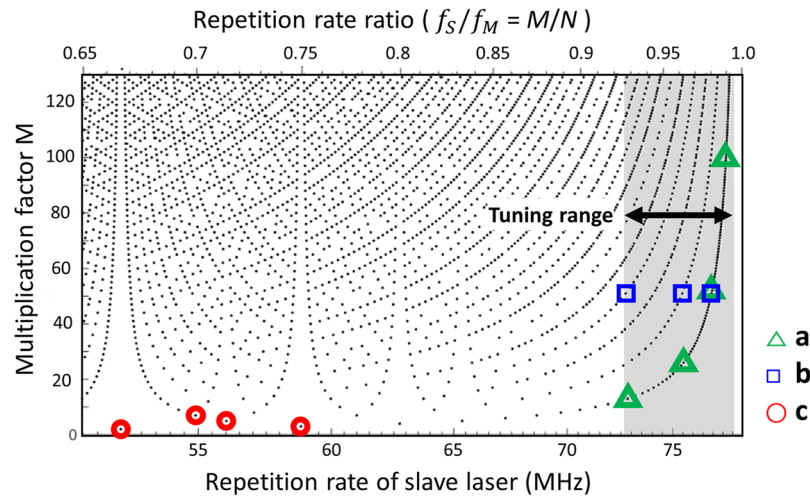 Repetition rate ratio ( f_S/f_M = M/N )
0.65 0.7 0.75 0.8 0.85 0.9 0.95 1.0
Multiplication factor M
120
100
80
60
40
20
0
Tuning range
a
b
c
55 60 65 70 75
Repetition rate of slave laser (MHz)